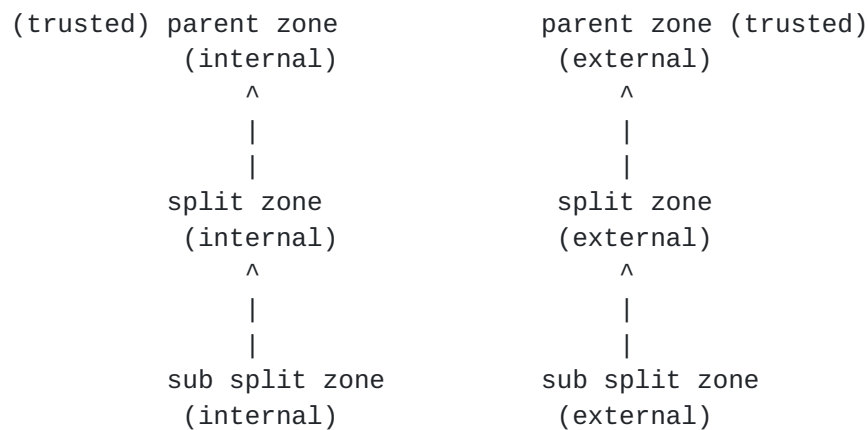 (trusted) parent zone             parent zone (trusted)
           (internal)              (external)
               ^                       ^
               |                       |
               |                       |
          split zone               split zone
           (internal)              (external)
               ^                       ^
               |                       |
               |                       |
          sub split zone          sub split zone
           (internal)              (external)